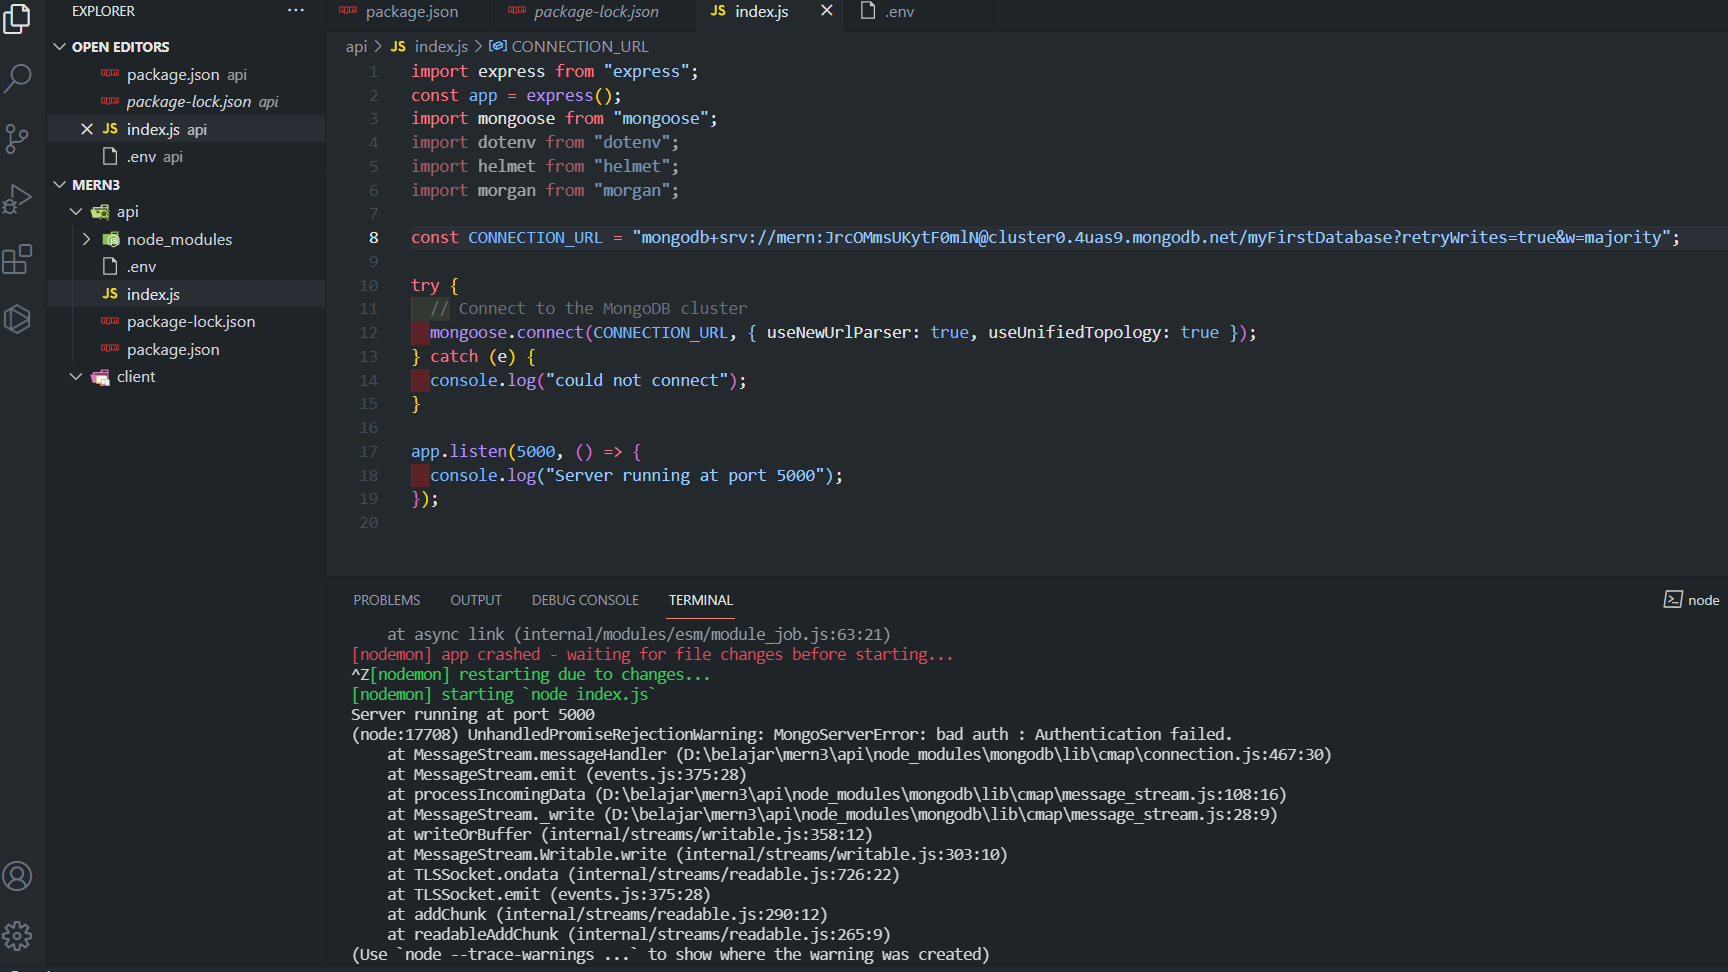 EXPLORER
...
OPEN EDITORS
package.json api
package-lock.json api
JS index.js api
.env api
MERN3
api
node_modules
.env
JS index.js
package-lock.json
package.json
client
package.json
package-lock.json
JS index.js
.env
api > JS index.js > CONNECTION_URL
1 import express from "express";
2 const app = express();
3 import mongoose from "mongoose";
4 import dotenv from "dotenv";
5 import helmet from "helmet";
6 import morgan from "morgan";
7
8 const CONNECTION_URL = "mongodb+srv://mern:JrcOMmsUKytF0mlN@cluster0.4uas9.mongodb.net/myFirstDatabase?retryWrites=true&w=majority";
9
10 try {
11 // Connect to the MongoDB cluster
12 mongoose.connect(CONNECTION_URL, { useNewUrlParser: true, useUnifiedTopology: true });
13 } catch (e) {
14 console.log("could not connect");
15 }
16
17 app.listen(5000, () => {
18 console.log("Server running at port 5000");
19 });
20
PROBLEMS OUTPUT DEBUG CONSOLE TERMINAL
node
at async link (internal/modules/esm/module_job.js:63:21)
[nodemon] app crashed - waiting for file changes before starting...
^Z[nodemon] restarting due to changes...
[nodemon] starting `node index.js`
Server running at port 5000
(node:17708) UnhandledPromiseRejectionWarning: MongoServerError: bad auth : Authentication failed.
at MessageStream.messageHandler (D:\belajar\mern3\api\node_modules\mongodb\lib\cmap\connection.js:467:30)
at MessageStream.emit (events.js:375:28)
at processIncomingData (D:\belajar\mern3\api\node_modules\mongodb\lib\cmap\message_stream.js:108:16)
at MessageStream._write (D:\belajar\mern3\api\node_modules\mongodb\lib\cmap\message_stream.js:28:9)
at writeOrBuffer (internal/streams/writable.js:358:12)
at MessageStream.Writable.write (internal/streams/writable.js:303:10)
at TLSSocket.ondata (internal/streams/readable.js:726:22)
at TLSSocket.emit (events.js:375:28)
at addChunk (internal/streams/readable.js:290:12)
at readableAddChunk (internal/streams/readable.js:265:9)
(Use `node --trace-warnings ...` to show where the warning was created)